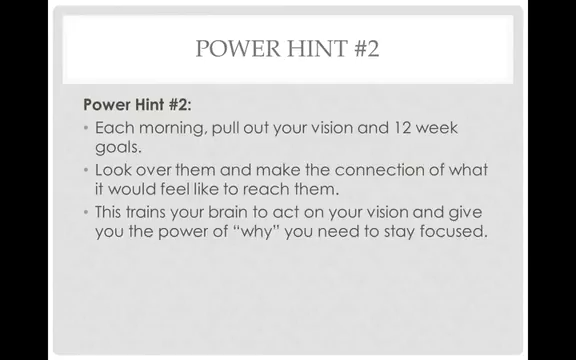 POWER HINT #2
Power Hint #2:
• Each morning, pull out your vision and 12 week
goals.
• Look over them and make the connection of what
it would feel like to reach them.
• This trains your brain to act on your vision and give
you the power of “why” you need to stay focused.